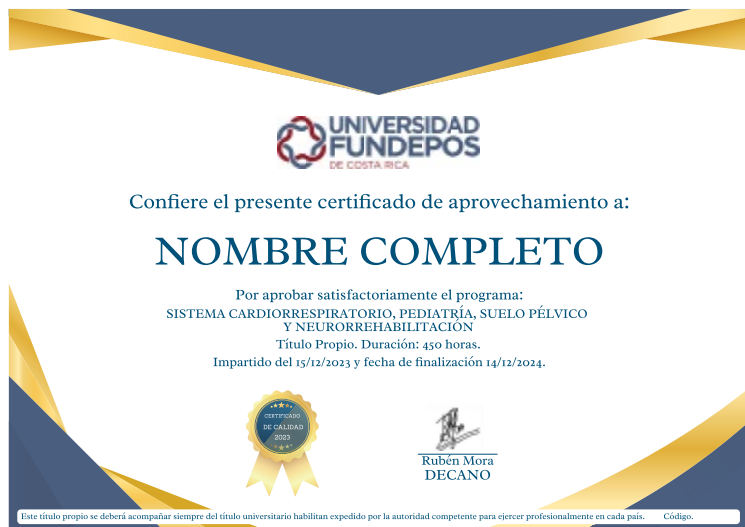 UNIVERSIDAD
FUNDEPOS
DE COSTA RICA
Confiere el presente certificado de aprovechamiento a:
NOMBRE COMPLETO
Por aprobar satisfactoriamente el programa:
SISTEMA CARDIORRESPIRATORIO, PEDIATRÍA, SUELO PÉLVICO
Y NEURORREHABILITACIÓN
Título Propio. Duración: 450 horas.
Impartido del 15/12/2023 y fecha de finalización 14/12/2024.
CERTIFICADO
DE CALIDAD
2023
Rubén Mora
DECANO
Este título propio se deberá acompañar siempre del título universitario habilitan expedido por la autoridad competente para ejercer profesionalmente en cada país. Código.